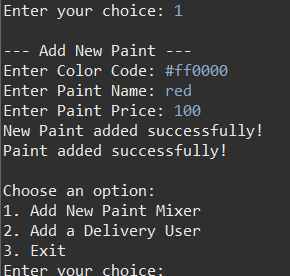 Enter your choice: 1
--- Add New Paint ---
Enter Color Code: #ff0000
Enter Paint Name: red
Enter Paint Price: 100
New Paint added successfully!
Paint added successfully!
Choose an option:
1. Add New Paint Mixer
2. Add a Delivery User
3. Exit
Enter your choice: